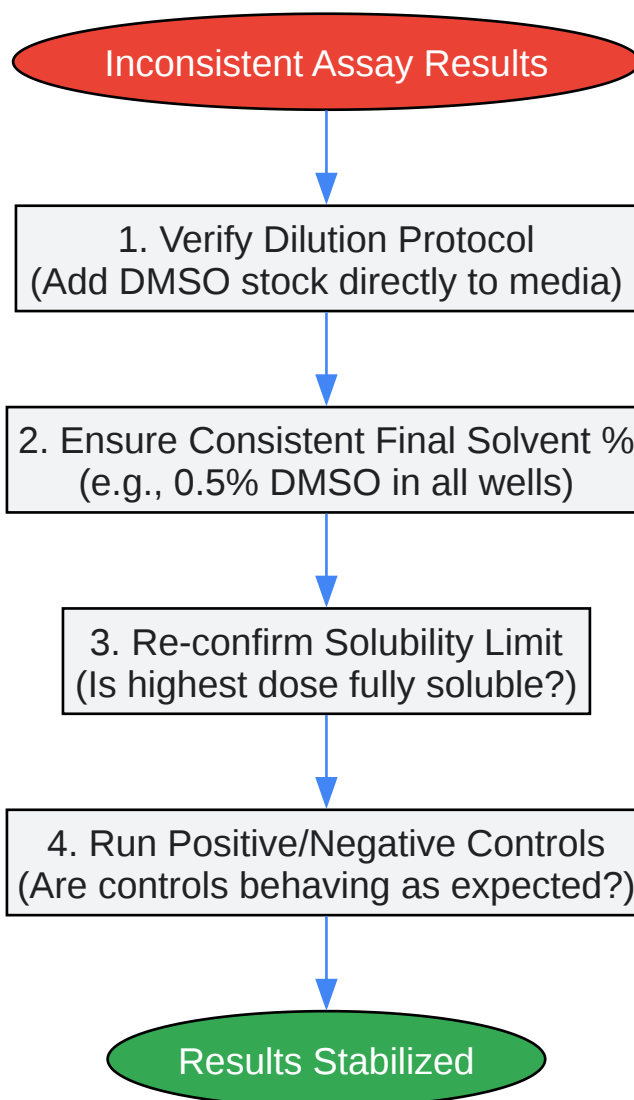 Inconsistent Assay Results
1. Verify Dilution Protocol
(Add DMSO stock directly to media)
2. Ensure Consistent Final Solvent %
(e.g., 0.5% DMSO in all wells)
3. Re-confirm Solubility Limit
(Is highest dose fully soluble?)
4. Run Positive/Negative Controls
(Are controls behaving as expected?)
Results Stabilized